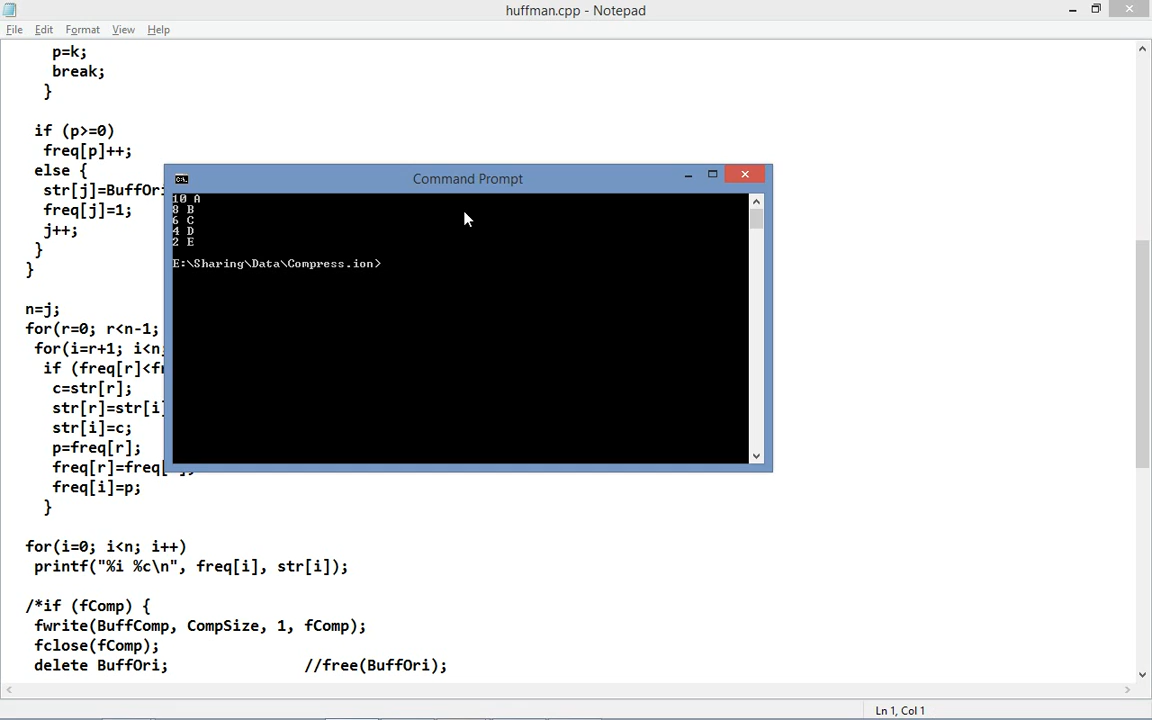 huffman.cpp - Notepad
File Edit Format View Help
p=k;
break;
}
if (p>=0)
freq[p]++;
else {
str[j]=BuffOri
freq[j]=1;
j++;
}
}
n=j;
for(r=0; r<n-1;
for(i=r+1; i<n
if (freq[r]<f
c=str[r];
str[r]=str[i]
str[i]=c;
p=freq[r];
freq[r]=freq
freq[i]=p;
}
for(i=0; i<n; i++)
printf("%i %c\n", freq[i], str[i]);
/*if (fComp) {
fwrite(BuffComp, CompSize, 1, fComp);
fclose(fComp);
delete BuffOri; //free(BuffOri);
Command Prompt
10 A
8 B
6 C
4 D
2 E
E:\Sharing\Data\Compress.ion>
Ln 1, Col 1